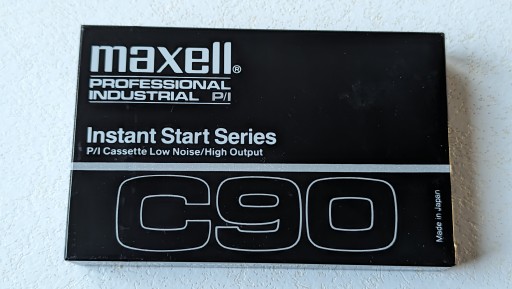 maxell®
PROFESSIONAL
INDUSTRIAL P/I
Instant Start Series
P/I Cassette Low Noise/High Output
C90
Made in Japan